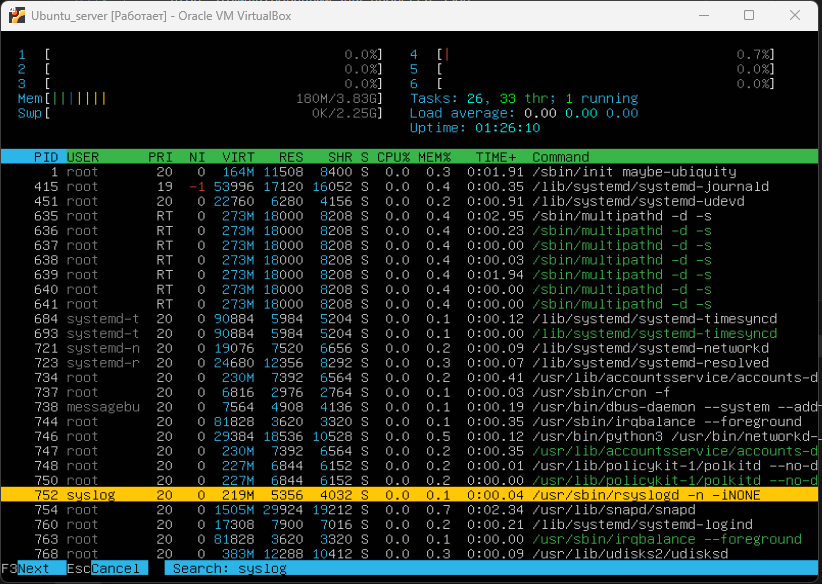 Ubuntu_server [Работает] - Oracle VM VirtualBox
1 [ 0.0%] 4 [| 0.7%]
2 [ 0.0%] 5 [ 0.0%]
3 [ 0.0%] 6 [ 0.0%]
Mem[||||||| 180M/3.83G] Tasks: 26, 33 thr; 1 running
Swp[ 0K/2.25G] Load average: 0.00 0.00 0.00
Uptime: 01:26:10
PID USER PRI NI VIRT RES SHR S CPU% MEM% TIME+ Command
1 root 20 0 164M 11508 8400 S 0.0 0.3 0:01.91 /sbin/init maybe-ubiquity
415 root 19 -1 53996 17120 16052 S 0.0 0.4 0:00.35 /lib/systemd/systemd-journald
451 root 20 0 22760 6280 4156 S 0.0 0.2 0:00.91 /lib/systemd/systemd-udevd
635 root RT 0 273M 18000 8208 S 0.0 0.4 0:02.95 /sbin/multipathd -d -s
636 root RT 0 273M 18000 8208 S 0.0 0.4 0:00.23 /sbin/multipathd -d -s
637 root RT 0 273M 18000 8208 S 0.0 0.4 0:00.00 /sbin/multipathd -d -s
638 root RT 0 273M 18000 8208 S 0.0 0.4 0:00.03 /sbin/multipathd -d -s
639 root RT 0 273M 18000 8208 S 0.0 0.4 0:01.94 /sbin/multipathd -d -s
640 root RT 0 273M 18000 8208 S 0.0 0.4 0:00.00 /sbin/multipathd -d -s
641 root RT 0 273M 18000 8208 S 0.0 0.4 0:00.00 /sbin/multipathd -d -s
684 systemd-t 20 0 90884 5984 5204 S 0.0 0.1 0:00.12 /lib/systemd/systemd-timesyncd
693 systemd-t 20 0 90884 5984 5204 S 0.0 0.1 0:00.00 /lib/systemd/systemd-timesyncd
721 systemd-n 20 0 19076 7520 6656 S 0.0 0.2 0:00.09 /lib/systemd/systemd-networkd
723 systemd-r 20 0 24680 12356 8292 S 0.0 0.3 0:00.07 /lib/systemd/systemd-resolved
734 root 20 0 230M 7392 6564 S 0.0 0.2 0:00.41 /usr/lib/accountsservice/accounts-d
737 root 20 0 6816 2976 2764 S 0.0 0.1 0:00.03 /usr/sbin/cron -f
738 messagebu 20 0 7564 4908 4136 S 0.0 0.1 0:00.19 /usr/bin/dbus-daemon --system --add
744 root 20 0 81828 3620 3320 S 0.0 0.1 0:00.35 /usr/sbin/irqbalance --foreground
746 root 20 0 29384 18536 10528 S 0.0 0.5 0:00.12 /usr/bin/python3 /usr/bin/networkd-
747 root 20 0 230M 7392 6564 S 0.0 0.2 0:00.35 /usr/lib/accountsservice/accounts-d
748 root 20 0 227M 6844 6152 S 0.0 0.2 0:00.01 /usr/lib/policykit-1/polkitd --no-d
750 root 20 0 227M 6844 6152 S 0.0 0.2 0:00.00 /usr/lib/policykit-1/polkitd --no-d
752 syslog 20 0 219M 5356 4032 S 0.0 0.1 0:00.04 /usr/sbin/rsyslogd -n -iNONE
754 root 20 0 1505M 29924 19212 S 0.0 0.7 0:02.34 /usr/lib/snapd/snapd
760 root 20 0 17308 7900 7016 S 0.0 0.2 0:00.21 /lib/systemd/systemd-logind
763 root 20 0 81828 3620 3320 S 0.0 0.1 0:00.00 /usr/sbin/irqbalance --foreground
768 root 20 0 383M 12288 10412 S 0.0 0.3 0:00.09 /usr/lib/udisks2/udisksd
F3Next EscCancel Search: syslog